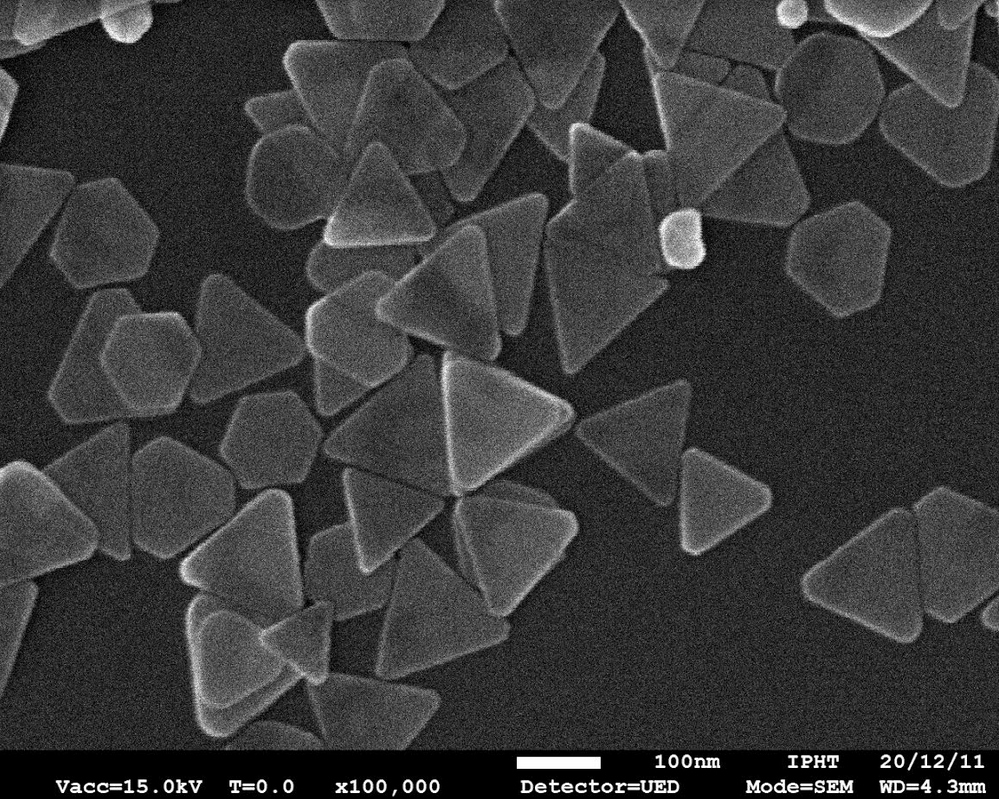 100nm IPHT 20/12/11
Vacc=15.0kV T=0.0 x100,000 Detector=UED Mode=SEM WD=4.3mm